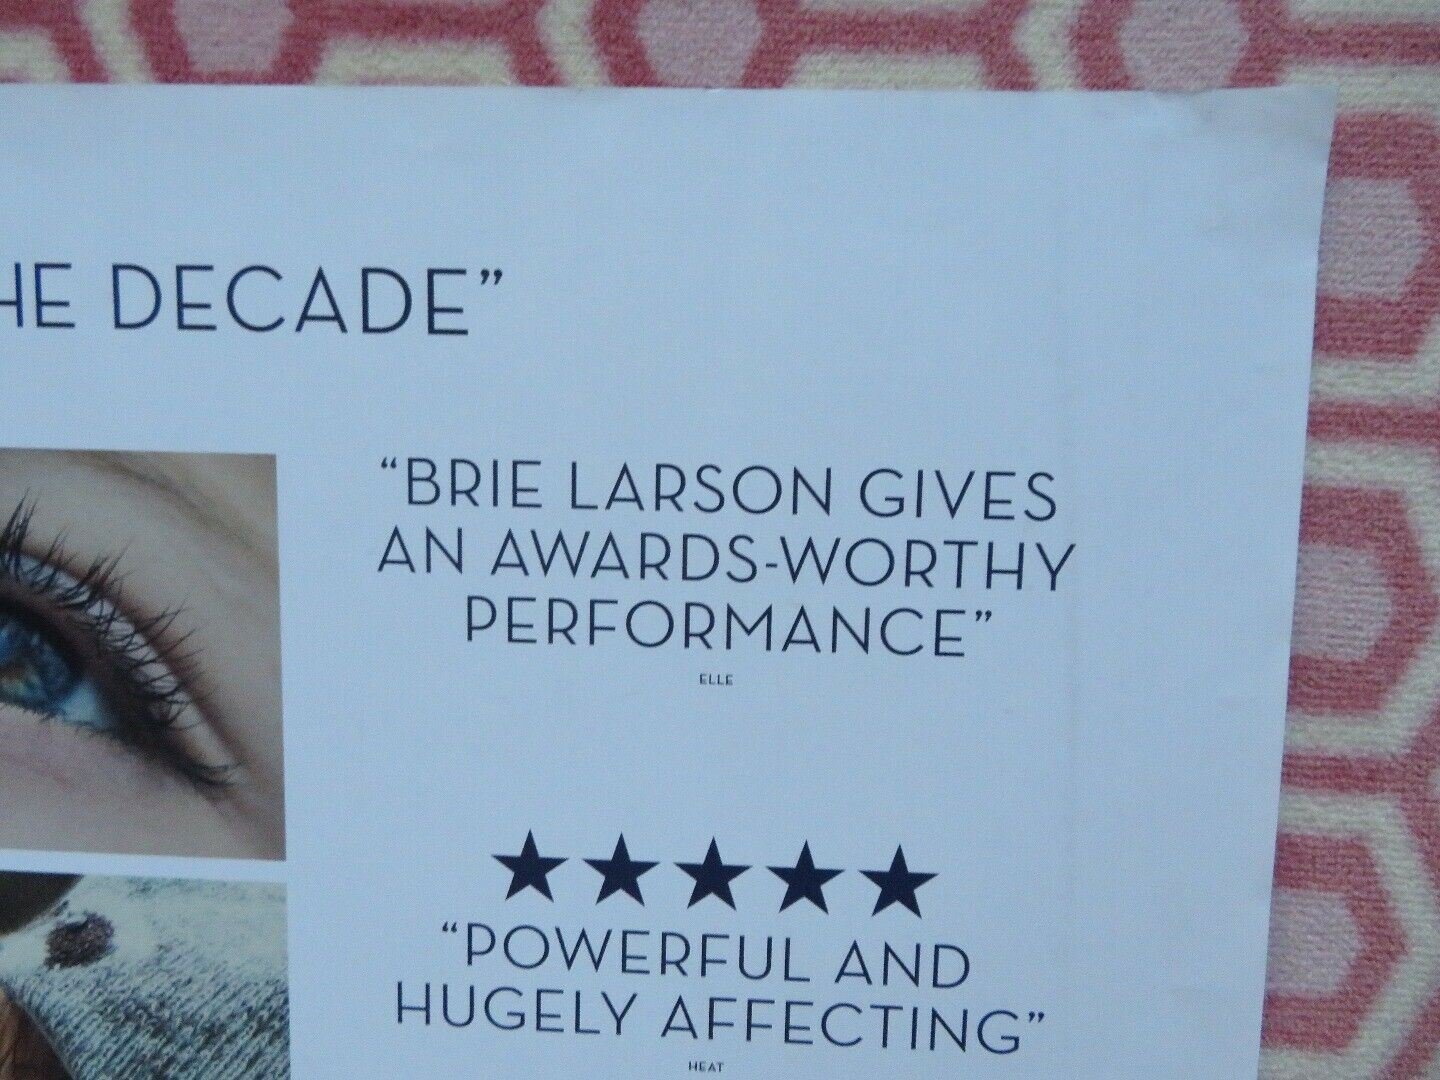 HE DECADE”
“BRIE LARSON GIVES
AN AWARDS-WORTHY
PERFORMANCE”
ELLE
“POWERFUL AND
HUGELY AFFECTING”
HEAT